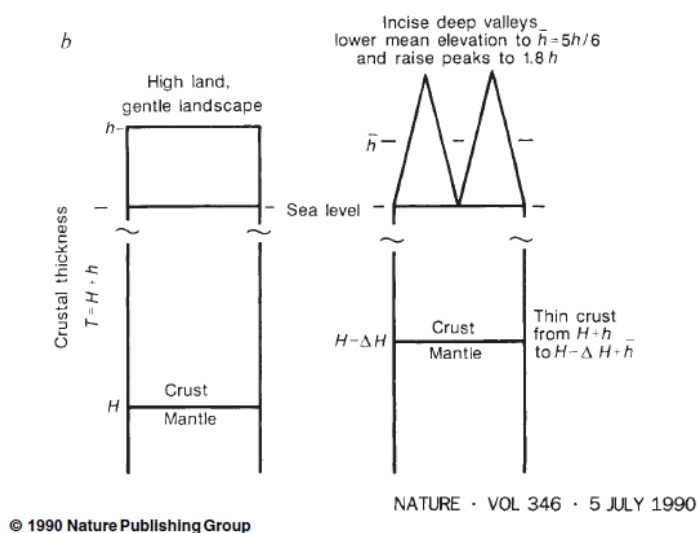 b
High land,
gentle landscape
h
Sea level
Crustal thickness
T = H + h
Crust
H
Mantle
Incise deep valleys
lower mean elevation to h̄ = 5h/6
and raise peaks to 1.8 h
h̄
H-ΔH
Crust
Mantle
Thin crust
from H+h
to H-Δ H+h̄
NATURE · VOL 346 · 5 JULY 1990
© 1990 Nature Publishing Group